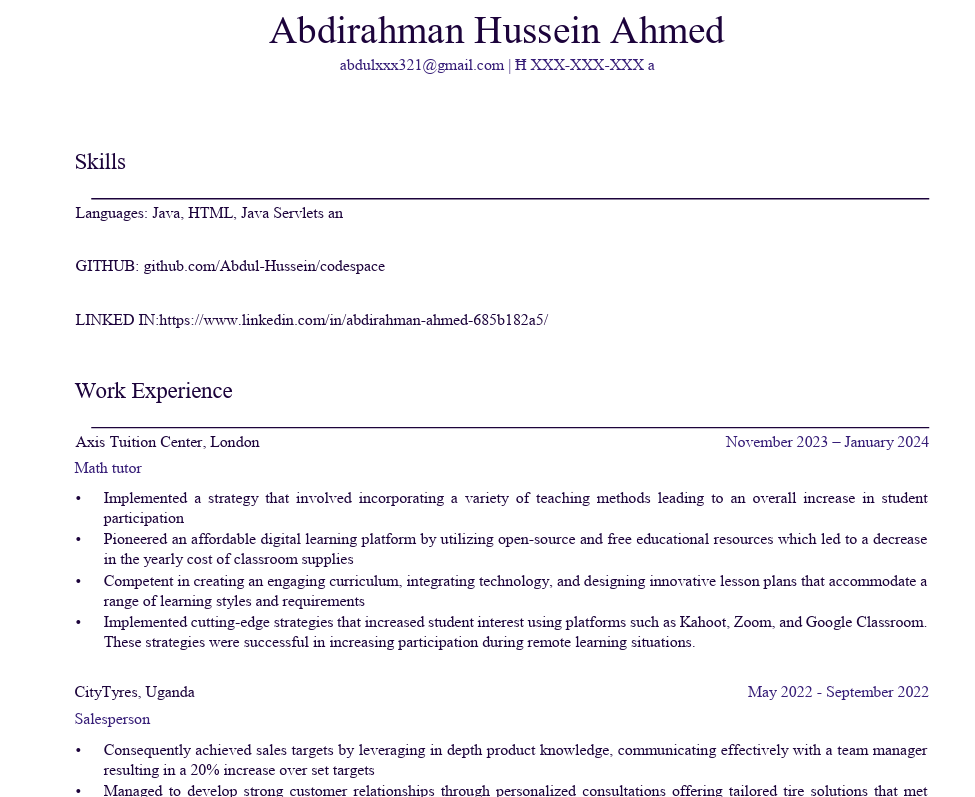 Abdirahman Hussein Ahmed
abdulxxx321@gmail.com | Ħ XXX-XXX-XXX a
Skills
Languages: Java, HTML, Java Servlets an
GITHUB: github.com/Abdul-Hussein/codespace
LINKED IN:https://www.linkedin.com/in/abdirahman-ahmed-685b182a5/
Work Experience
Axis Tuition Center, London November 2023 – January 2024
Math tutor
• Implemented a strategy that involved incorporating a variety of teaching methods leading to an overall increase in student
participation
• Pioneered an affordable digital learning platform by utilizing open-source and free educational resources which led to a decrease
in the yearly cost of classroom supplies
• Competent in creating an engaging curriculum, integrating technology, and designing innovative lesson plans that accommodate a
range of learning styles and requirements
• Implemented cutting-edge strategies that increased student interest using platforms such as Kahoot, Zoom, and Google Classroom.
These strategies were successful in increasing participation during remote learning situations.
CityTyres, Uganda May 2022 - September 2022
Salesperson
• Consequently achieved sales targets by leveraging in depth product knowledge, communicating effectively with a team manager
resulting in a 20% increase over set targets
• Managed to develop strong customer relationships through personalized consultations offering tailored tire solutions that met